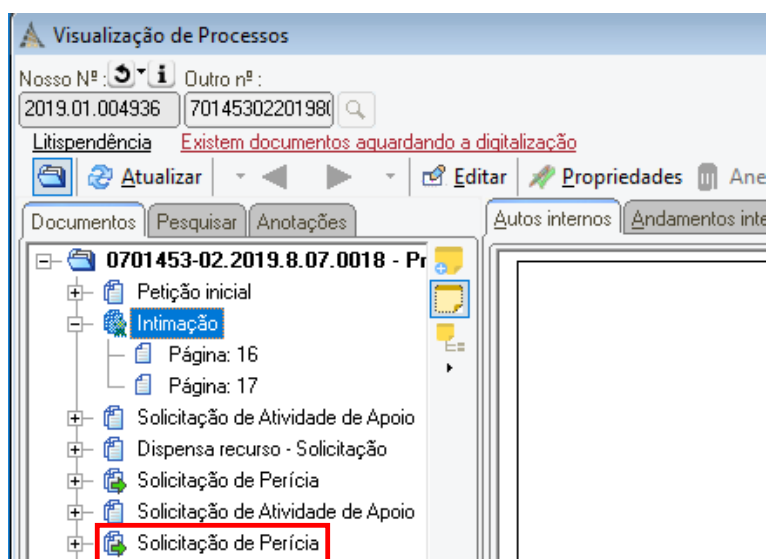 Visualização de Processos
Nosso Nº : i Outro nº :
2019.01.004936 7014530220198(
Litispendência Existem documentos aguardando a digitalização
Atualizar Editar Propriedades Ane
Documentos Pesquisar Anotações Autos internos Andamentos inte
0701453-02.2019.8.07.0018 - Pr
Petição inicial
Intimação
Página: 16
Página: 17
Solicitação de Atividade de Apoio
Dispensa recurso - Solicitação
Solicitação de Perícia
Solicitação de Atividade de Apoio
Solicitação de Perícia